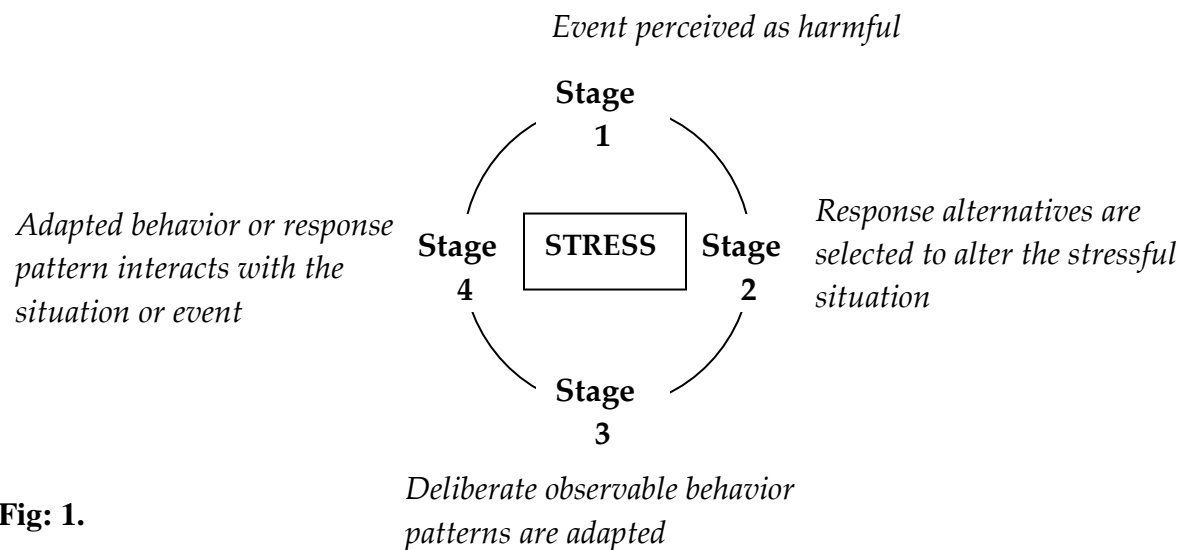 Event perceived as harmful
Stage
1
Adapted behavior or response
pattern interacts with the
situation or event
Stage
4
STRESS
Stage
2
Response alternatives are
selected to alter the stressful
situation
Stage
3
Deliberate observable behavior
patterns are adapted
Fig: 1.